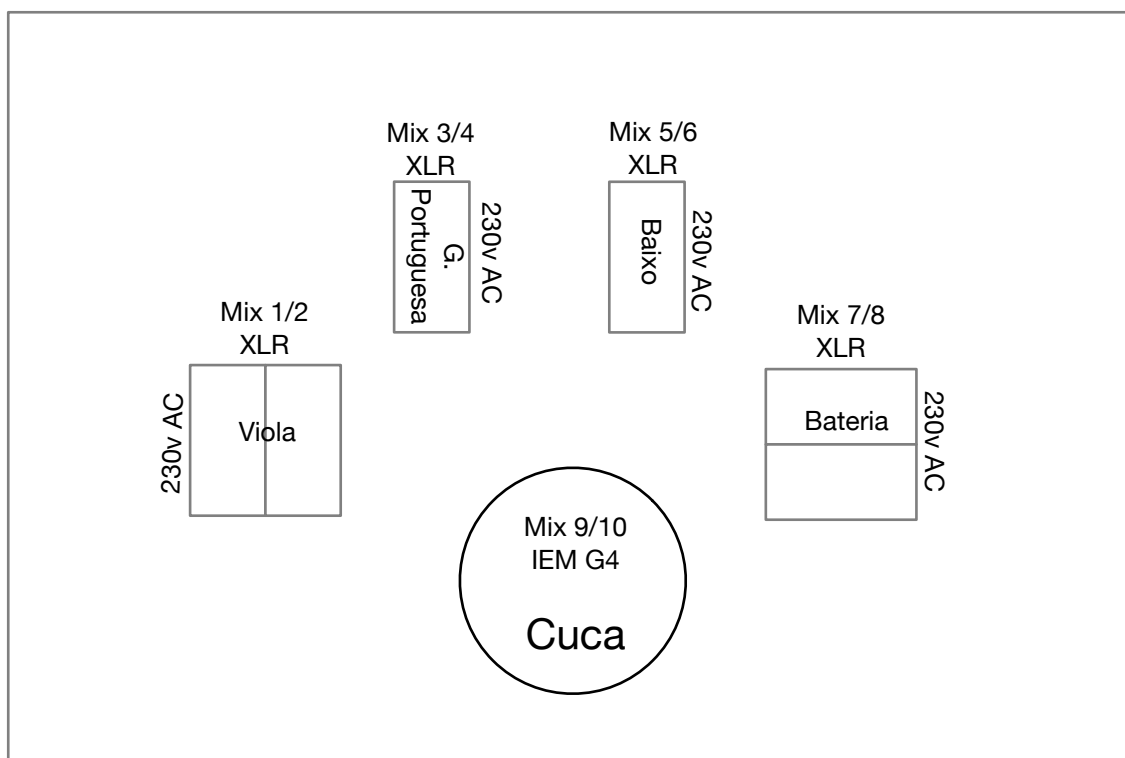 Mix 3/4
XLR
G.
Portuguesa
230v AC
Mix 5/6
XLR
Baixo
230v AC
Mix 1/2
XLR
230v AC
Viola
Mix 7/8
XLR
Bateria
230v AC
Mix 9/10
IEM G4
Cuca